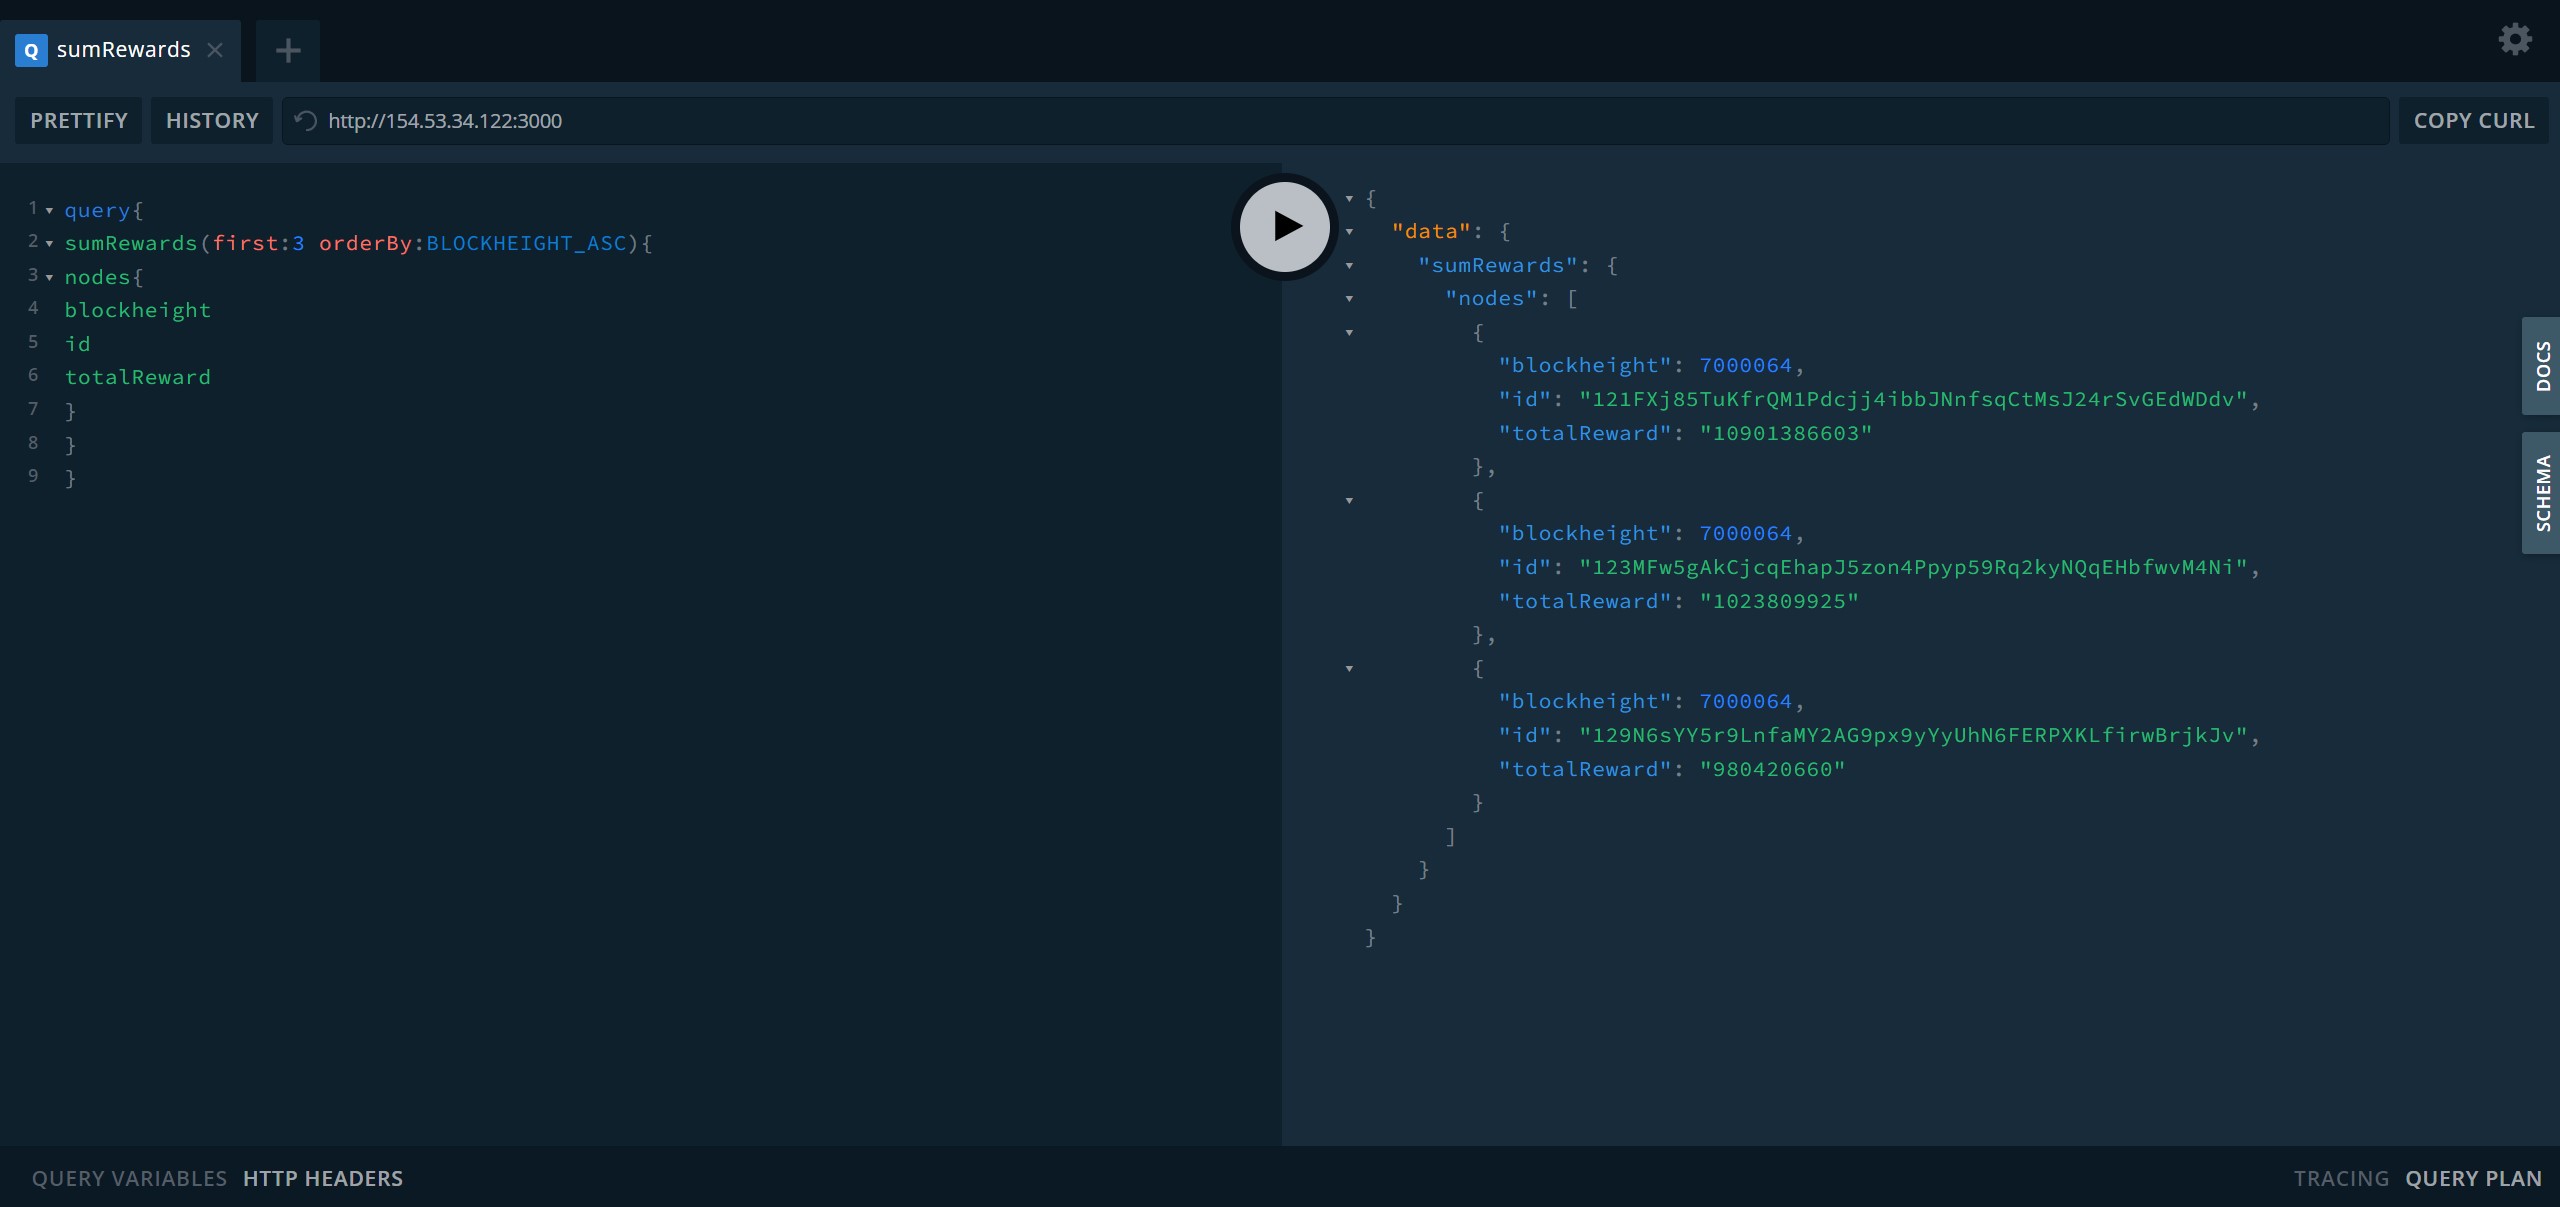 Q sumRewards
PRETTIFY HISTORY http://154.53.34.122:3000 COPY CURL
1 query{
2 sumRewards(first:3 orderBy:BLOCKHEIGHT_ASC){
3 nodes{
4 blockheight
5 id
6 totalReward
7 }
8 }
9 }
{
"data": {
"sumRewards": {
"nodes": [
{
"blockheight": 7000064,
"id": "121FXj85TuKfrQM1Pdcjj4ibbJNnfsqCtMsJ24rSvGEdWDdv",
"totalReward": "10901386603"
},
{
"blockheight": 7000064,
"id": "123MFw5gAkCjcqEhapJ5zon4Ppyp59Rq2kyNQqEHbfwvM4Ni",
"totalReward": "1023809925"
},
{
"blockheight": 7000064,
"id": "129N6sYY5r9LnfaMY2AG9px9yYyUhN6FERPXKLfirwBrjkJv",
"totalReward": "980420660"
}
]
}
}
}
DOCS
SCHEMA
QUERY VARIABLES HTTP HEADERS
TRACING QUERY PLAN